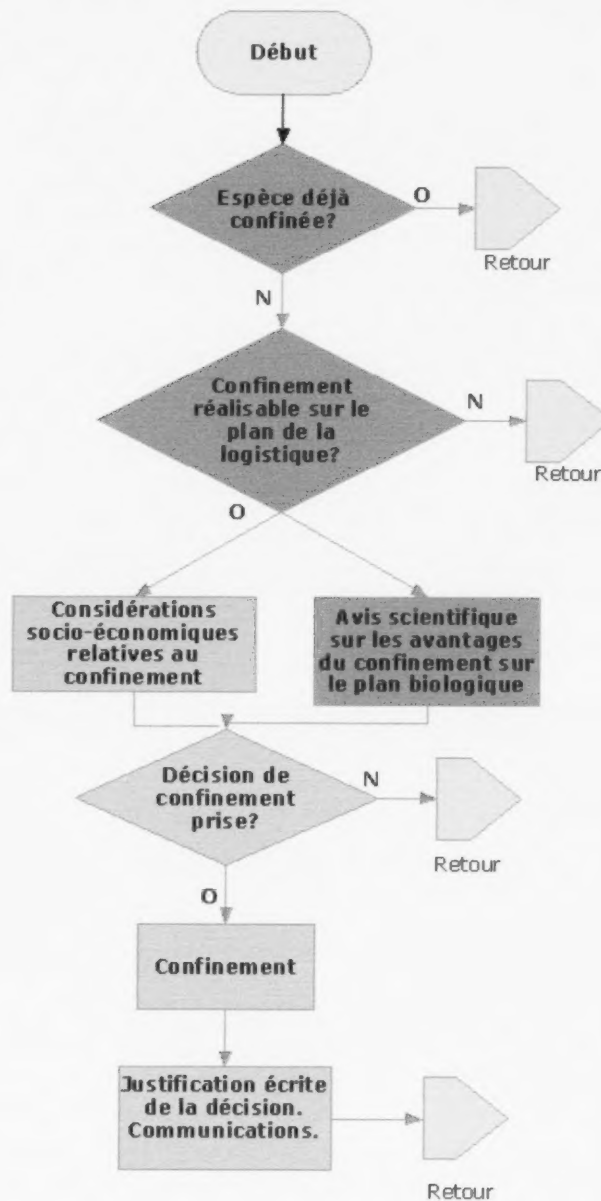 Début
Espèce déjà
confinée?
O
Retour
N
Confinement
réalisable sur le
plan de la
logistique?
N
Retour
O
Considérations
socio-économiques
relatives au
confinement
Avis scientifique
sur les avantages
du confinement sur
le plan biologique
Décision de
confinement
prise?
N
Retour
O
Confinement
Justification écrite
de la décision.
Communications.
Retour